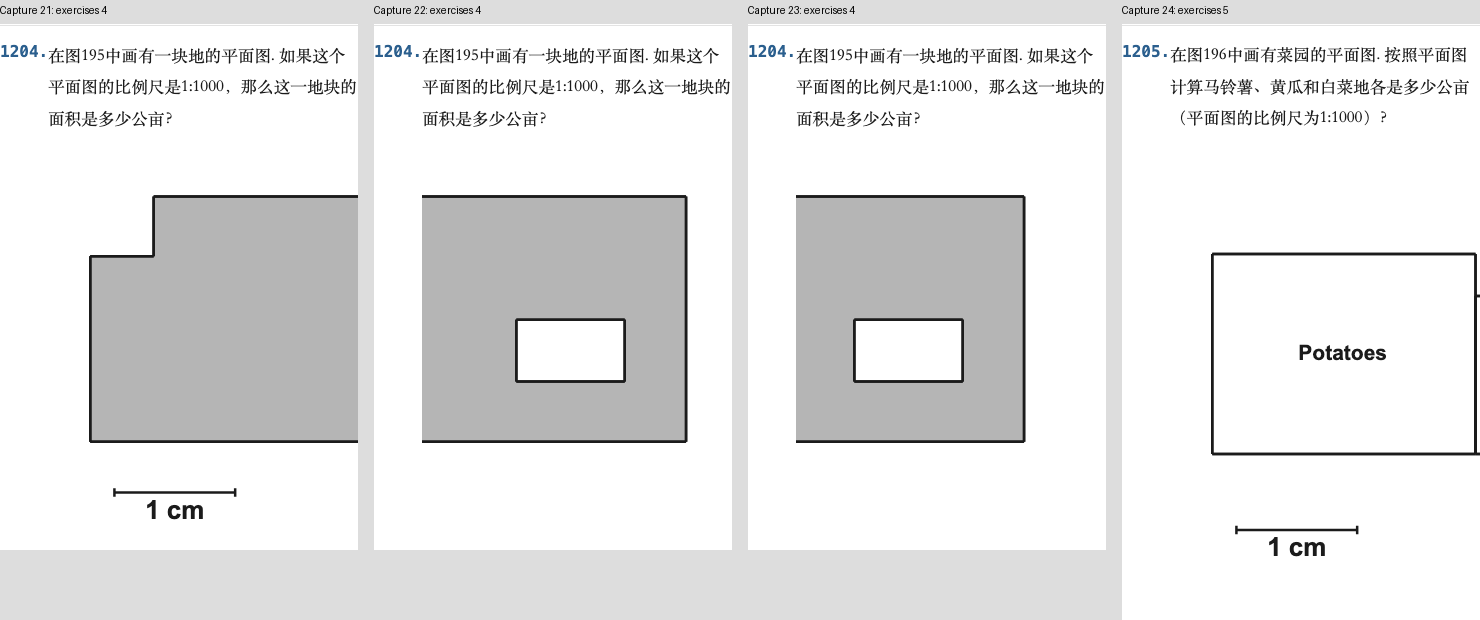 Capture 21: exercises 4
1204. 在图195中画有一块地的平面图. 如果这个
平面图的比例尺是1:1000，那么这一地块的
面积是多少公亩?
1 cm
Capture 22: exercises 4
1204. 在图195中画有一块地的平面图. 如果这个
平面图的比例尺是1:1000，那么这一地块的
面积是多少公亩?
Capture 23: exercises 4
1204. 在图195中画有一块地的平面图. 如果这个
平面图的比例尺是1:1000，那么这一地块的
面积是多少公亩?
Capture 24: exercises 5
1205. 在图196中画有菜园的平面图. 按照平面图
计算马铃薯、黄瓜和白菜地各是多少公亩
（平面图的比例尺为1:1000）?
Potatoes
1 cm